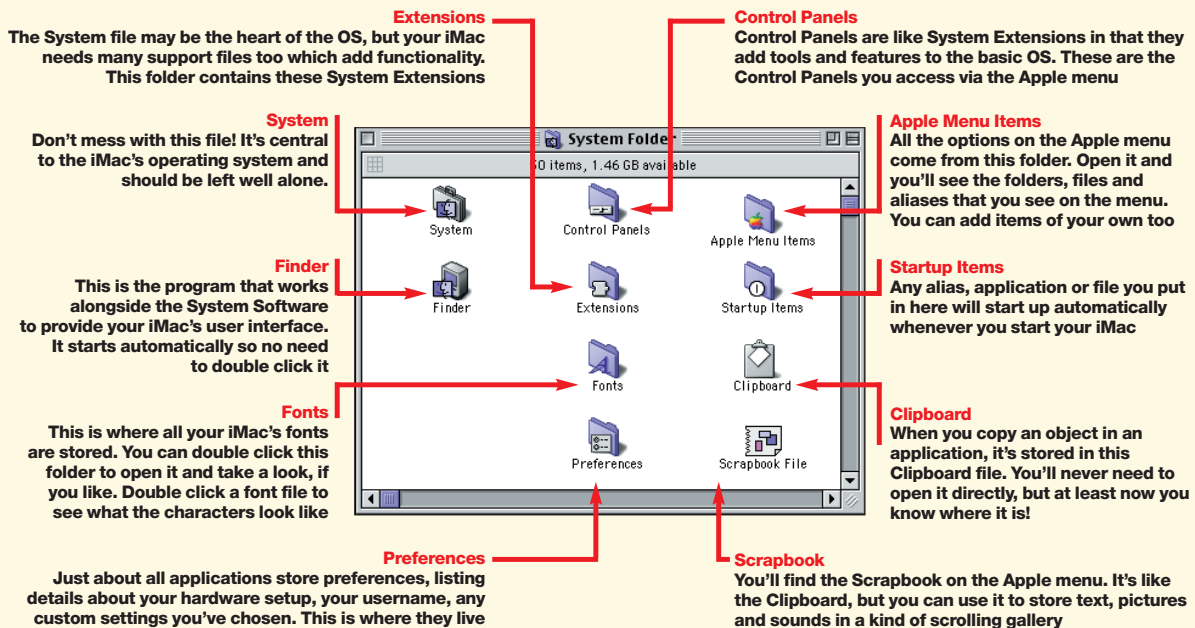 Extensions
The System file may be the heart of the OS, but your iMac
needs many support files too which add functionality.
This folder contains these System Extensions
Control Panels
Control Panels are like System Extensions in that they
add tools and features to the basic OS. These are the
Control Panels you access via the Apple menu
System
Don't mess with this file! It's central
to the iMac's operating system and
should be left well alone.
Finder
This is the program that works
alongside the System Software
to provide your iMac's user interface.
It starts automatically so no need
to double click it
Fonts
This is where all your iMac's fonts
are stored. You can double click this
folder to open it and take a look, if
you like. Double click a font file to
see what the characters look like
System Folder
50 items, 1.46 GB available
System
Control Panels
Apple Menu Items
Finder
Extensions
Startup Items
Fonts
Clipboard
Preferences
Scrapbook File
Apple Menu Items
All the options on the Apple menu
come from this folder. Open it and
you'll see the folders, files and
aliases that you see on the menu.
You can add items of your own too
Startup Items
Any alias, application or file you put
in here will start up automatically
whenever you start your iMac
Clipboard
When you copy an object in an
application, it's stored in this
Clipboard file. You'll never need to
open it directly, but at least now you
know where it is!
Preferences
Just about all applications store preferences, listing
details about your hardware setup, your username, any
custom settings you've chosen. This is where they live
Scrapbook
You'll find the Scrapbook on the Apple menu. It's like
the Clipboard, but you can use it to store text, pictures
and sounds in a kind of scrolling gallery